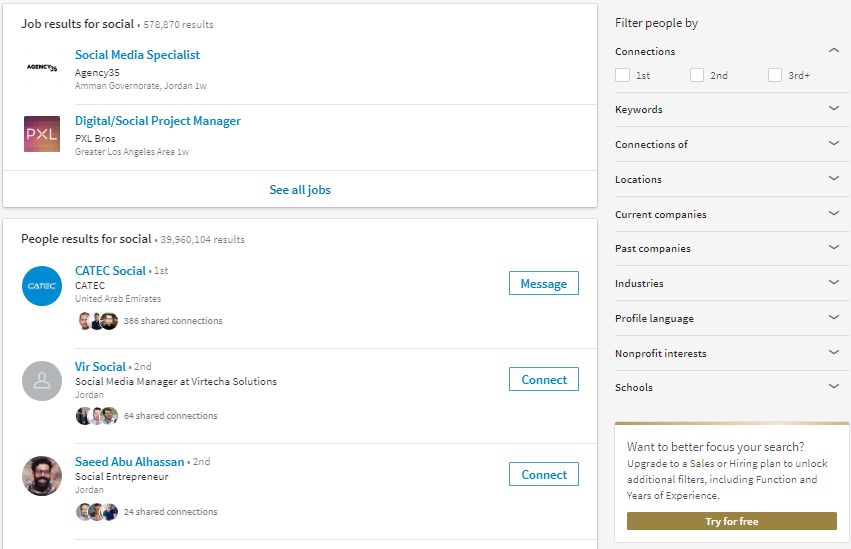 Job results for social • 578,870 results
AGENCY35
Social Media Specialist
Agency35
Amman Governorate, Jordan 1w
PXL
Digital/Social Project Manager
PXL Bros
Greater Los Angeles Area 1w
See all jobs
People results for social • 39,960,104 results
CATEC
CATEC Social • 1st
CATEC
United Arab Emirates
386 shared connections
Message
Vir Social • 2nd
Social Media Manager at Virtecha Solutions
Jordan
64 shared connections
Connect
Saeed Abu Alhassan • 2nd
Social Entrepreneur
Jordan
24 shared connections
Connect
Filter people by
Connections
1st 2nd 3rd+
Keywords
Connections of
Locations
Current companies
Past companies
Industries
Profile language
Nonprofit interests
Schools
Want to better focus your search?
Upgrade to a Sales or Hiring plan to unlock
additional filters, including Function and
Years of Experience.
Try for free